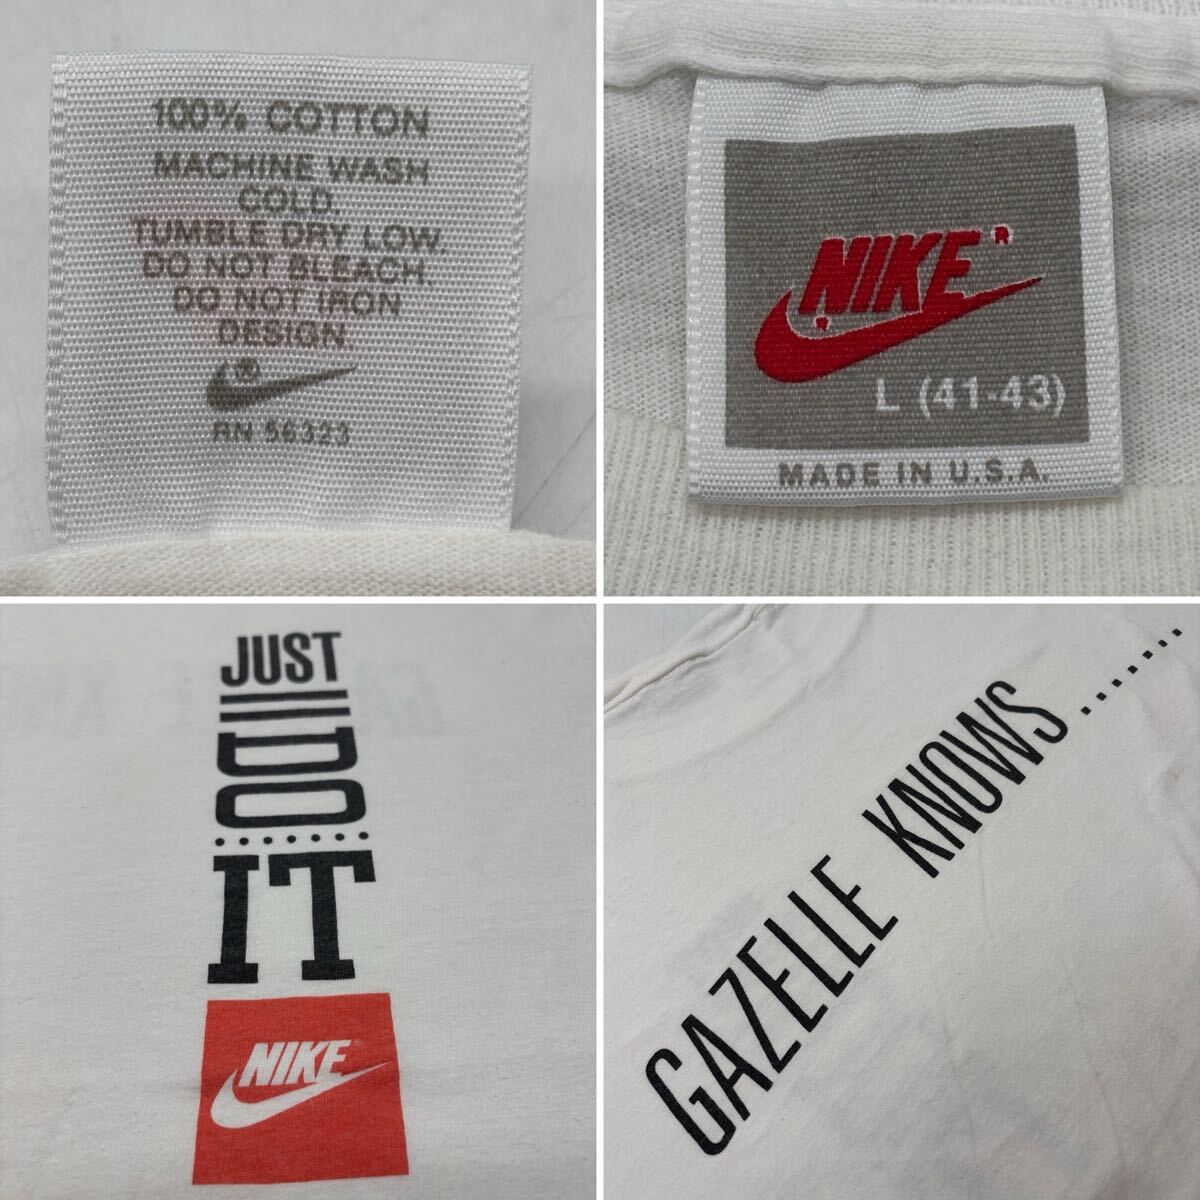 100% COTTON
MACHINE WASH
COLD.
TUMBLE DRY LOW.
DO NOT BLEACH.
DO NOT IRON
DESIGN.
®
RN 56323
NIKE®
®
L (41-43)
MADE IN U.S.A.
JUST
DO
IT
NIKE®
GAZELLE KNOWS.......